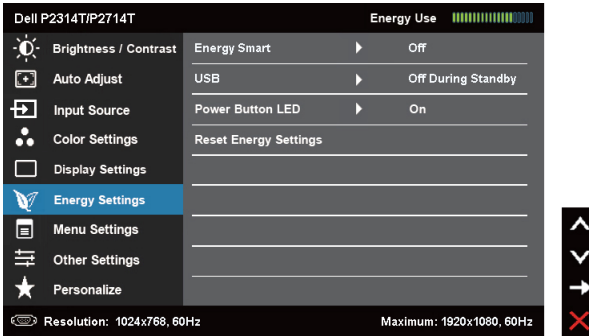 Dell P2314T/P2714T Energy Use
Brightness / Contrast Energy Smart Off
Auto Adjust USB Off During Standby
Input Source Power Button LED On
Color Settings Reset Energy Settings
Display Settings
Energy Settings
Menu Settings
Other Settings
Personalize
Resolution: 1024x768, 60Hz Maximum: 1920x1080, 60Hz